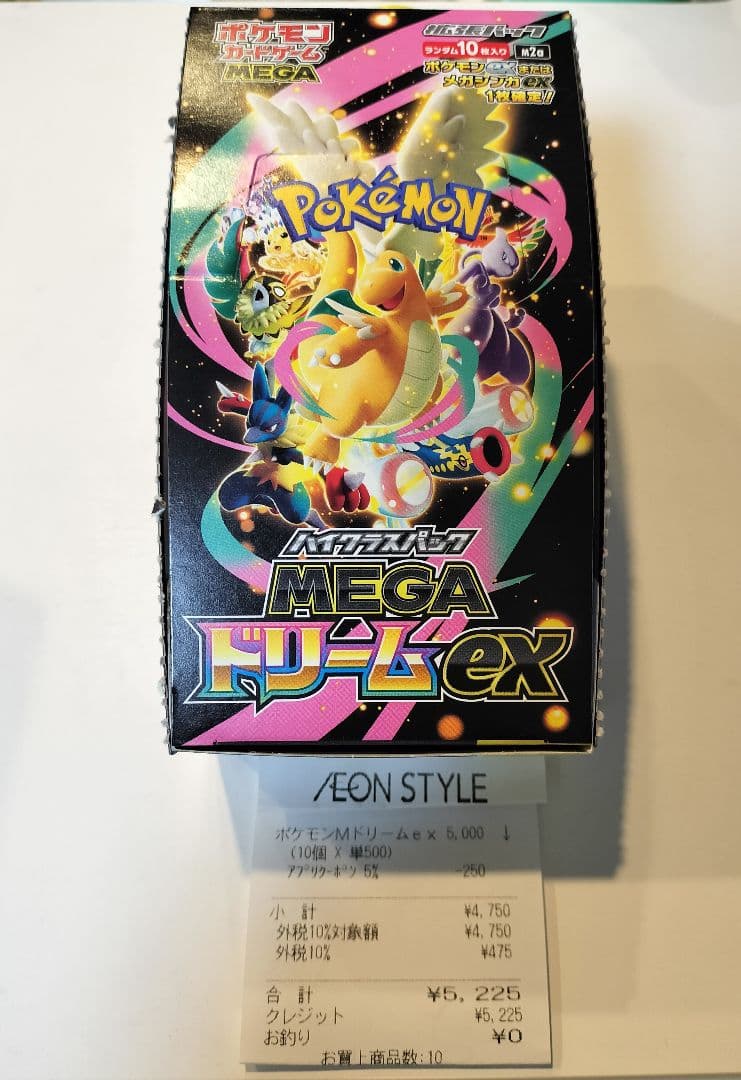 ポケモン
カードゲーム
MEGA
拡張パック
ランダム10枚入り M2a
ポケモンexまたは
メガシンカex
1枚確定!
POKÉMON
TM
ハイクラスパック
MEGA
ドリームex
ÆON STYLE
ポケモンMドリームex 5,000 ↓
(10個 X 単500)
アプリクーポン 5% -250
小 計 ¥4,750
外税10%対象額 ¥4,750
外税10% ¥475
合 計 ¥5,225
クレジット ¥5,225
お釣り ¥0
お買上商品数:10